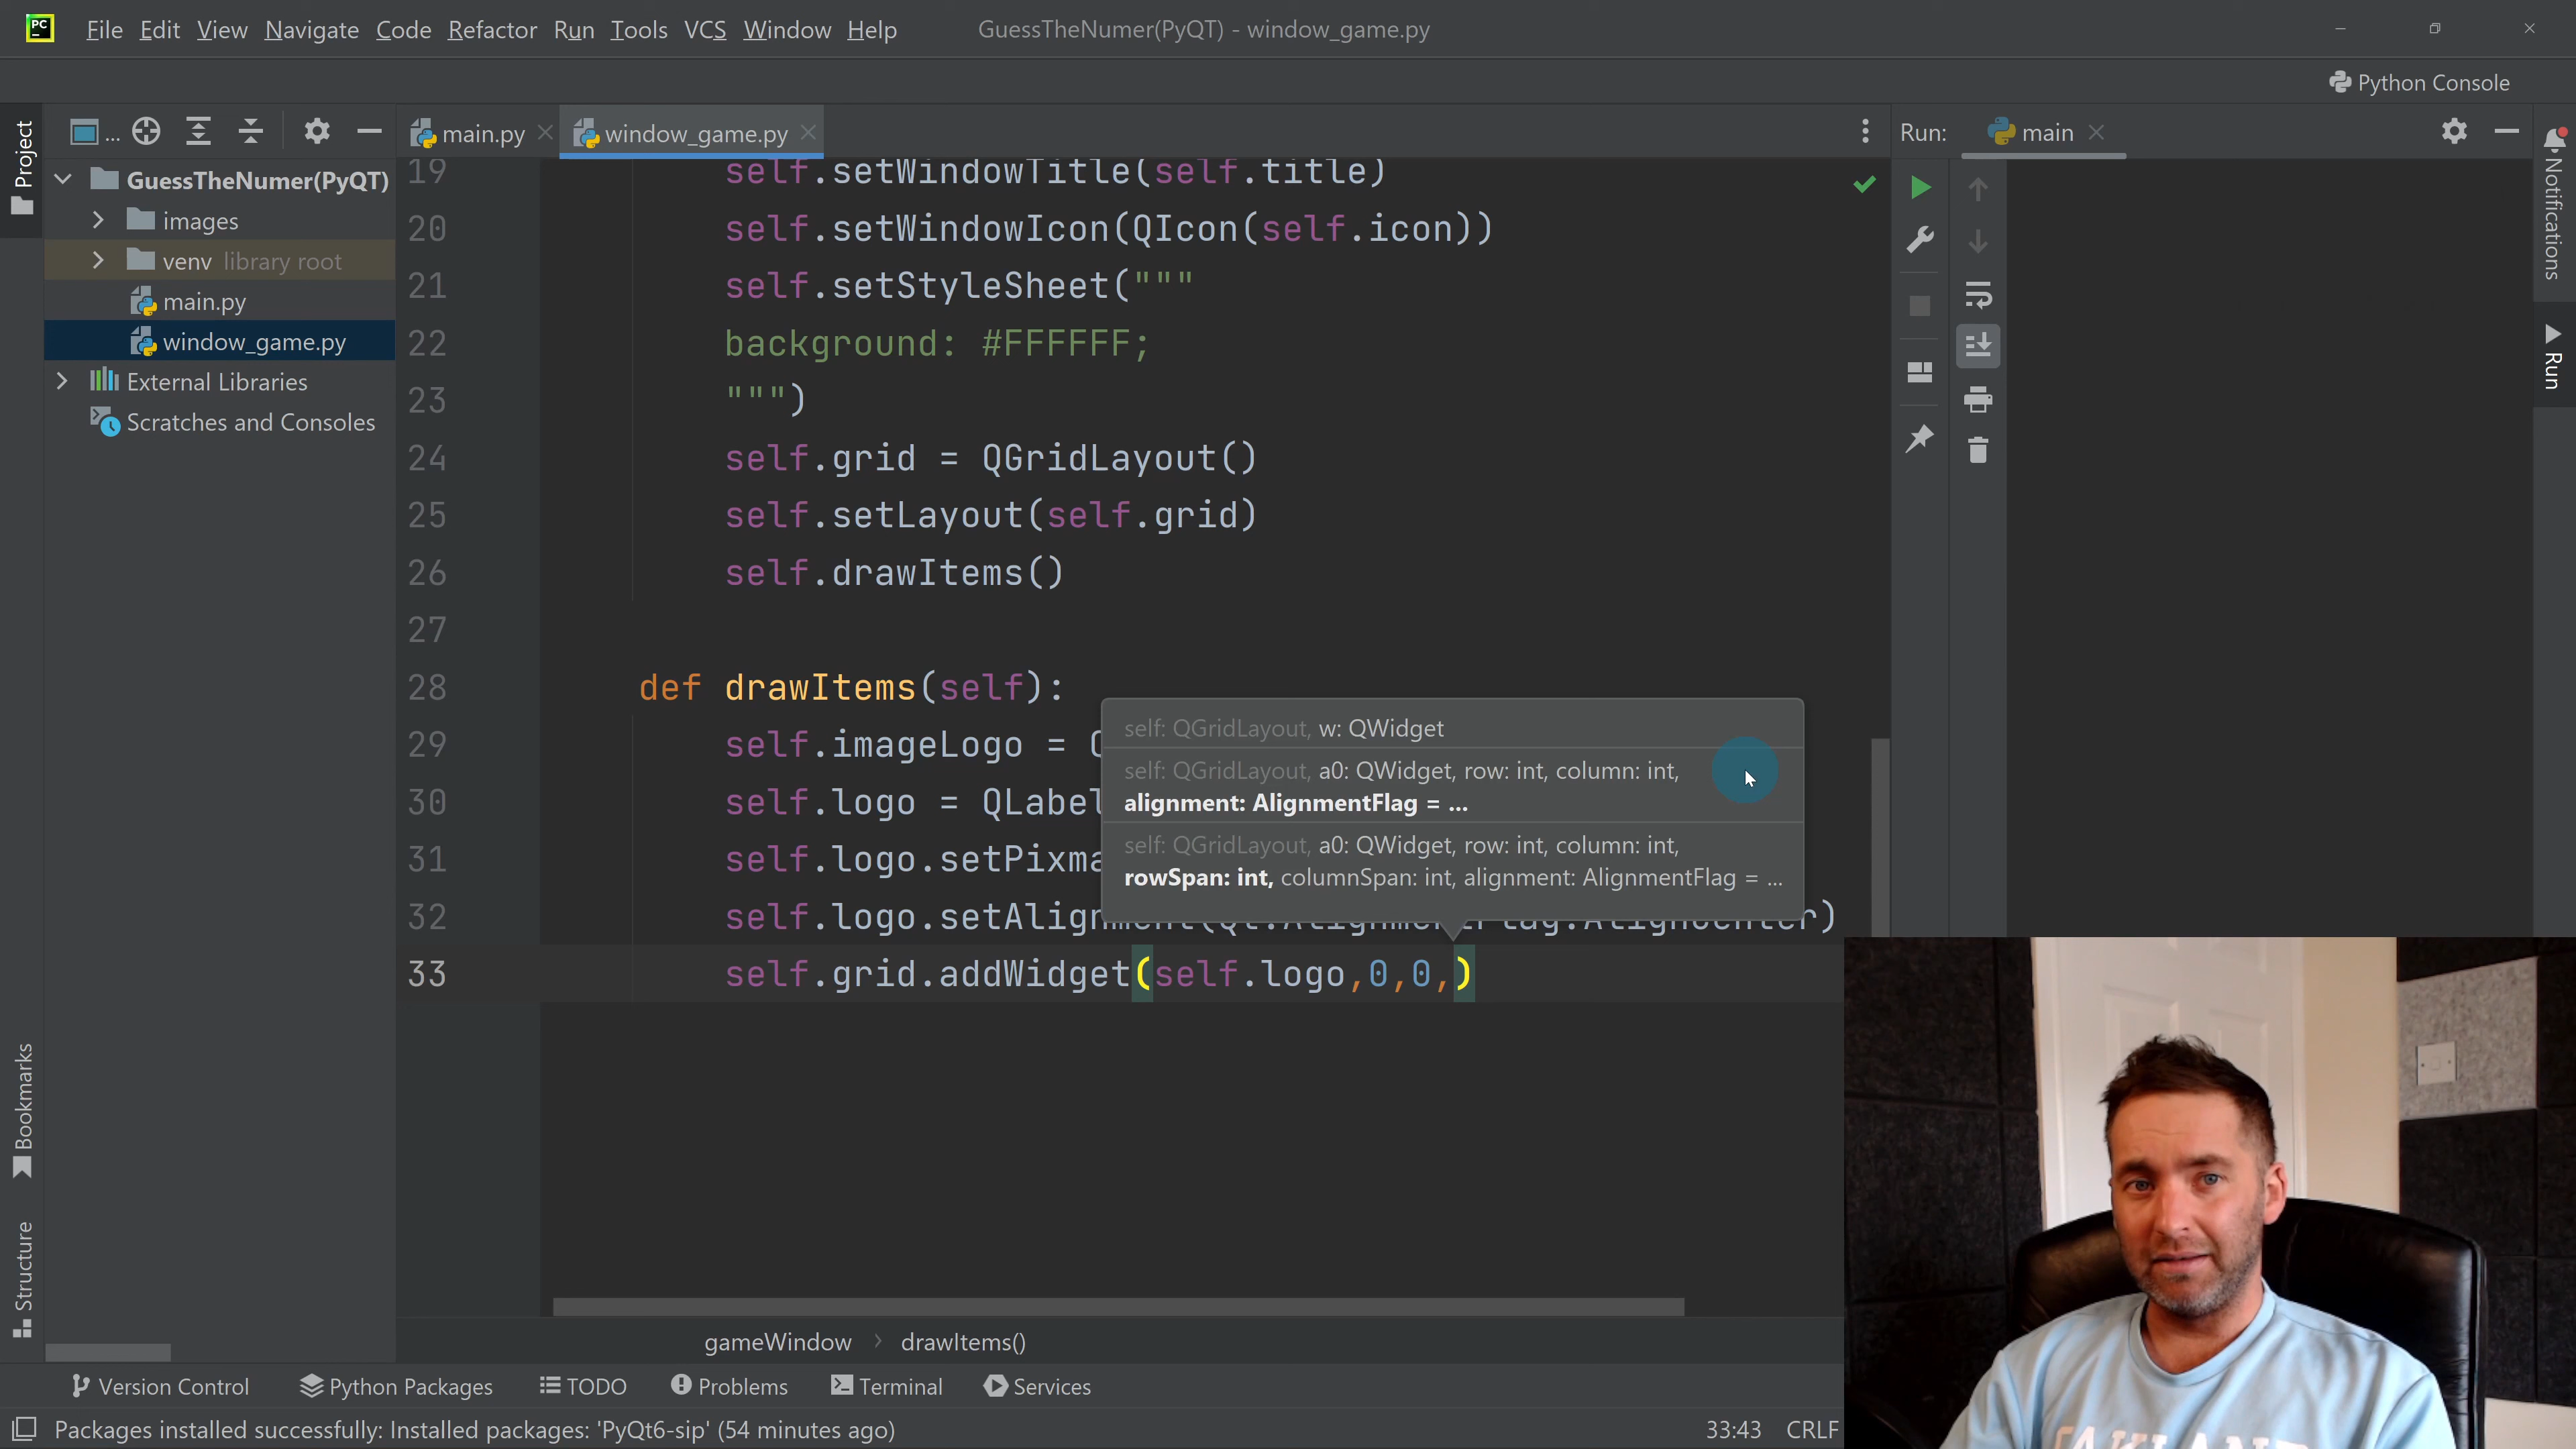 PC
File Edit View Navigate Code Refactor Run Tools VCS Window Help
GuessTheNumer(PyQT) - window_game.py
Python Console
Project
...
main.py
window_game.py
Run:
main
Notifications
Run
GuessTheNumer(PyQT)
images
venv library root
main.py
window_game.py
External Libraries
Scratches and Consoles
19 self.setWindowTitle(self.title)
20 self.setWindowIcon(QIcon(self.icon))
21 self.setStyleSheet("""
22 background: #FFFFFF;
23 """)
24 self.grid = QGridLayout()
25 self.setLayout(self.grid)
26 self.drawItems()
27
28 def drawItems(self):
29 self.imageLogo =
30 self.logo = QLabel
31 self.logo.setPixma
32 self.logo.setAlignment(Qt.AlignmentFlag.AlignCenter)
33 self.grid.addWidget(self.logo,0,0,)
self: QGridLayout, w: QWidget
self: QGridLayout, a0: QWidget, row: int, column: int,
alignment: AlignmentFlag = ...
self: QGridLayout, a0: QWidget, row: int, column: int,
rowSpan: int, columnSpan: int, alignment: AlignmentFlag = ...
Bookmarks
Structure
gameWindow > drawItems()
Version Control Python Packages TODO Problems Terminal Services
Packages installed successfully: Installed packages: 'PyQt6-sip' (54 minutes ago)
33:43 CRLF